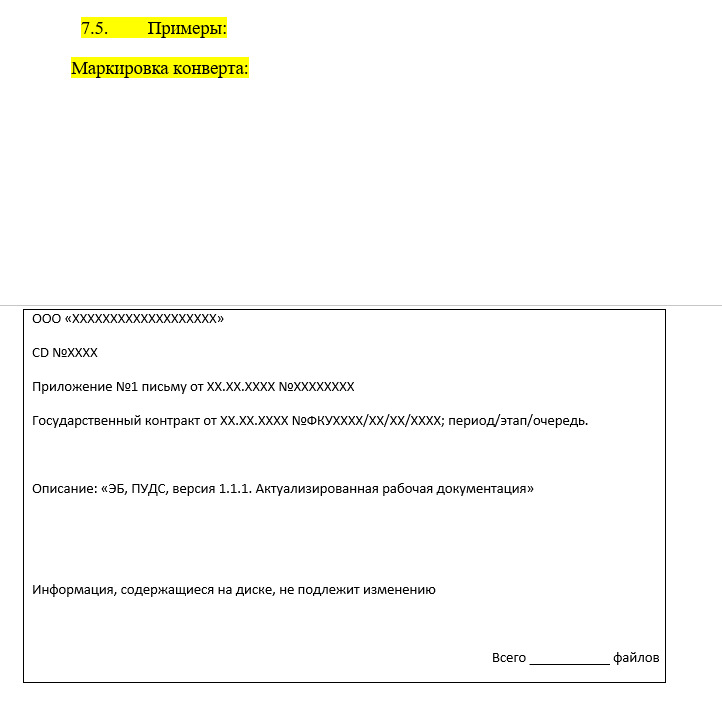 7.5. Примеры:
Маркировка конверта:
ООО «XXXXXXXXXXXXXXXXXXX»
CD №XXXX
Приложение №1 письму от XX.XX.XXXX №XXXXXXXX
Государственный контракт от XX.XX.XXXX №ФКУXXXX/XX/XX/XXXX; период/этап/очередь.
Описание: «ЭБ, ПУДС, версия 1.1.1. Актуализированная рабочая документация»
Информация, содержащиеся на диске, не подлежит изменению
Всего ___________ файлов